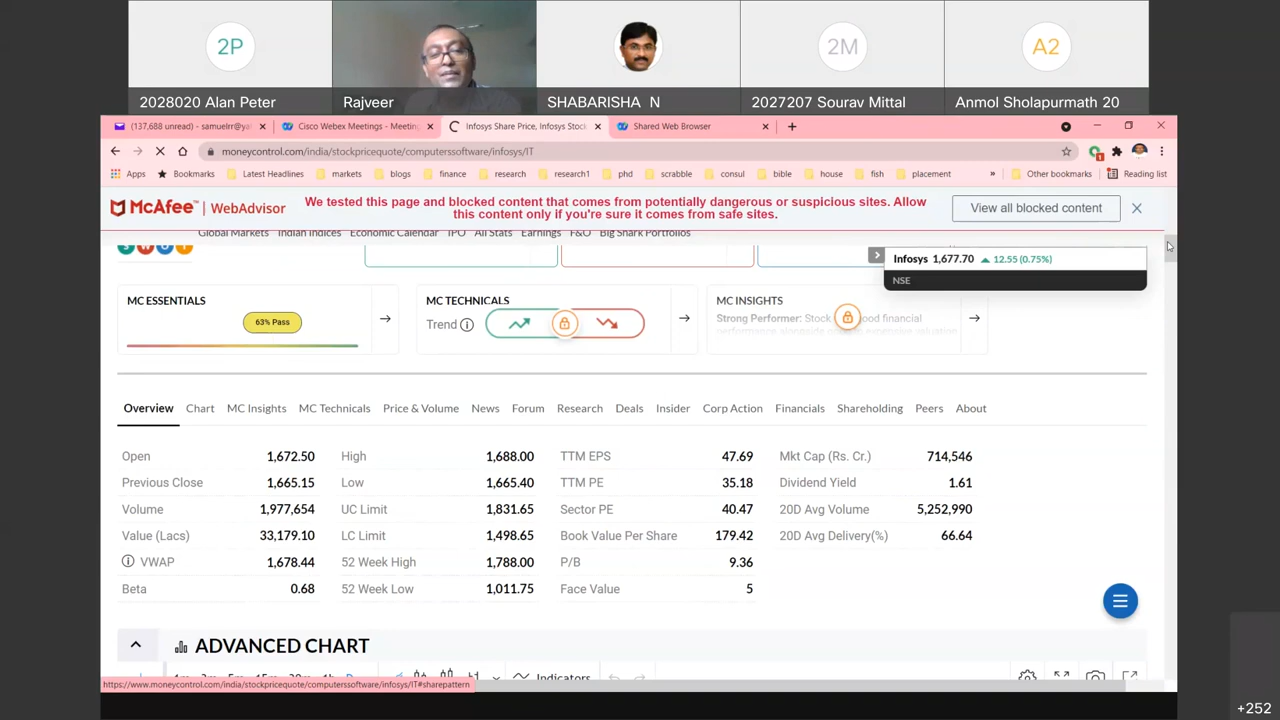 2P
2M
A2
2028020 Alan Peter
Rajveer
SHABARISHA N
2027207 Sourav Mittal
Anmol Sholapurmath 20
(137,688 unread) - samuelrr@ya
Cisco Webex Meetings - Meetin
Infosys Share Price, Infosys Stock
Shared Web Browser
moneycontrol.com/india/stockpricequote/computerssoftware/infosys/IT
Apps
Bookmarks
Latest Headlines
markets
blogs
finance
research
research1
phd
scrabble
consul
bible
house
fish
placement
»
Other bookmarks
Reading list
McAfee™ | WebAdvisor
We tested this page and blocked content that comes from potentially dangerous or suspicious sites. Allow
this content only if you're sure it comes from safe sites.
View all blocked content
Global Markets Indian Indices Economic Calendar IPO All Stats Earnings F&O Big Shark Portfolios
S W O T
Infosys 1,677.70 12.55 (0.75%)
NSE
MC ESSENTIALS
63% Pass
MC TECHNICALS
Trend
MC INSIGHTS
Strong Performer: Stock good financial
performance alongside expensive valuation
Overview Chart MC Insights MC Technicals Price & Volume News Forum Research Deals Insider Corp Action Financials Shareholding Peers About
Open 1,672.50 High 1,688.00 TTM EPS 47.69 Mkt Cap (Rs. Cr.) 714,546
Previous Close 1,665.15 Low 1,665.40 TTM PE 35.18 Dividend Yield 1.61
Volume 1,977,654 UC Limit 1,831.65 Sector PE 40.47 20D Avg Volume 5,252,990
Value (Lacs) 33,179.10 LC Limit 1,498.65 Book Value Per Share 179.42 20D Avg Delivery(%) 66.64
VWAP 1,678.44 52 Week High 1,788.00 P/B 9.36
Beta 0.68 52 Week Low 1,011.75 Face Value 5
ADVANCED CHART
Indicators
https://www.moneycontrol.com/india/stockpricequote/computerssoftware/infosys/IT#sharepattern
+252